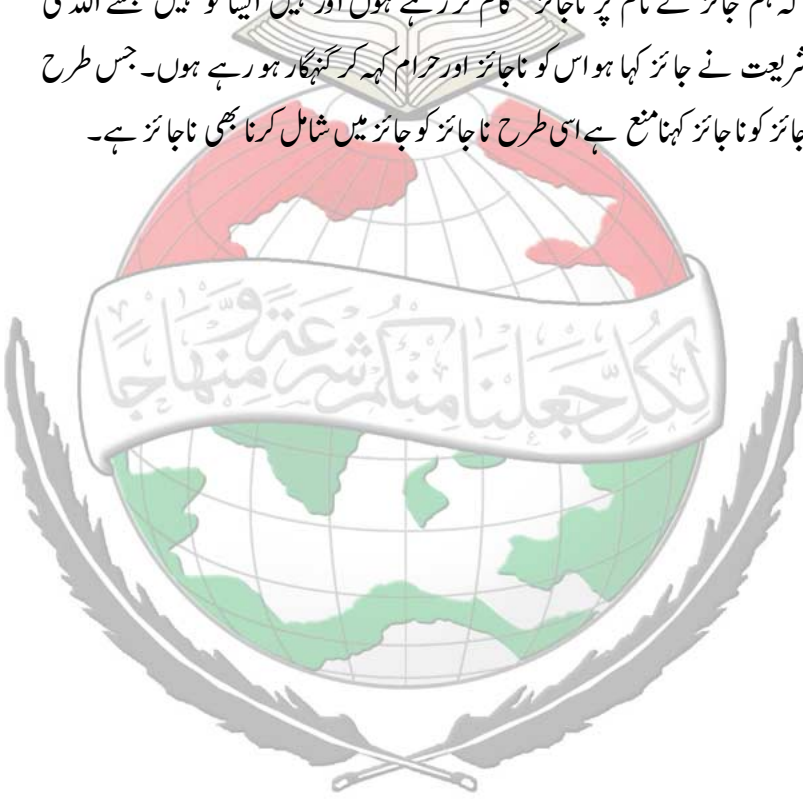 کہ ہم جائز کے نام پر ناجائز کام کر رہے ہوں اور کہیں ایسا تو نہیں جسے اللہ کی
شریعت نے جائز کہا ہو اس کو ناجائز اور حرام کہہ کر گنہگار ہو رہے ہوں۔ جس طرح
جائز کو ناجائز کہنا منع ہے اسی طرح ناجائز کو جائز میں شامل کرنا بھی ناجائز ہے۔
لِكُلٍّ جَعَلْنَا مِنْكُمْ شِرْعَةً وَّمِنْهَاجًا